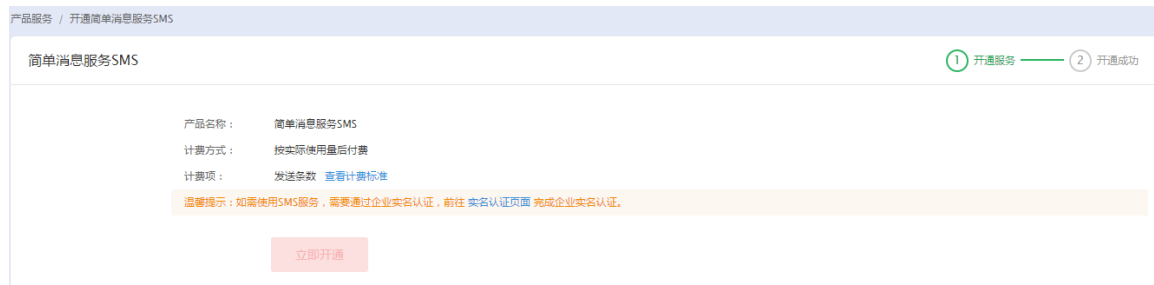 产品服务 / 开通简单消息服务SMS
简单消息服务SMS
1 开通服务 2 开通成功
产品名称： 简单消息服务SMS
计费方式： 按实际使用量后付费
计费项： 发送条数 查看计费标准
温馨提示：如需使用SMS服务，需要通过企业实名认证，前往 实名认证页面 完成企业实名认证。
立即开通